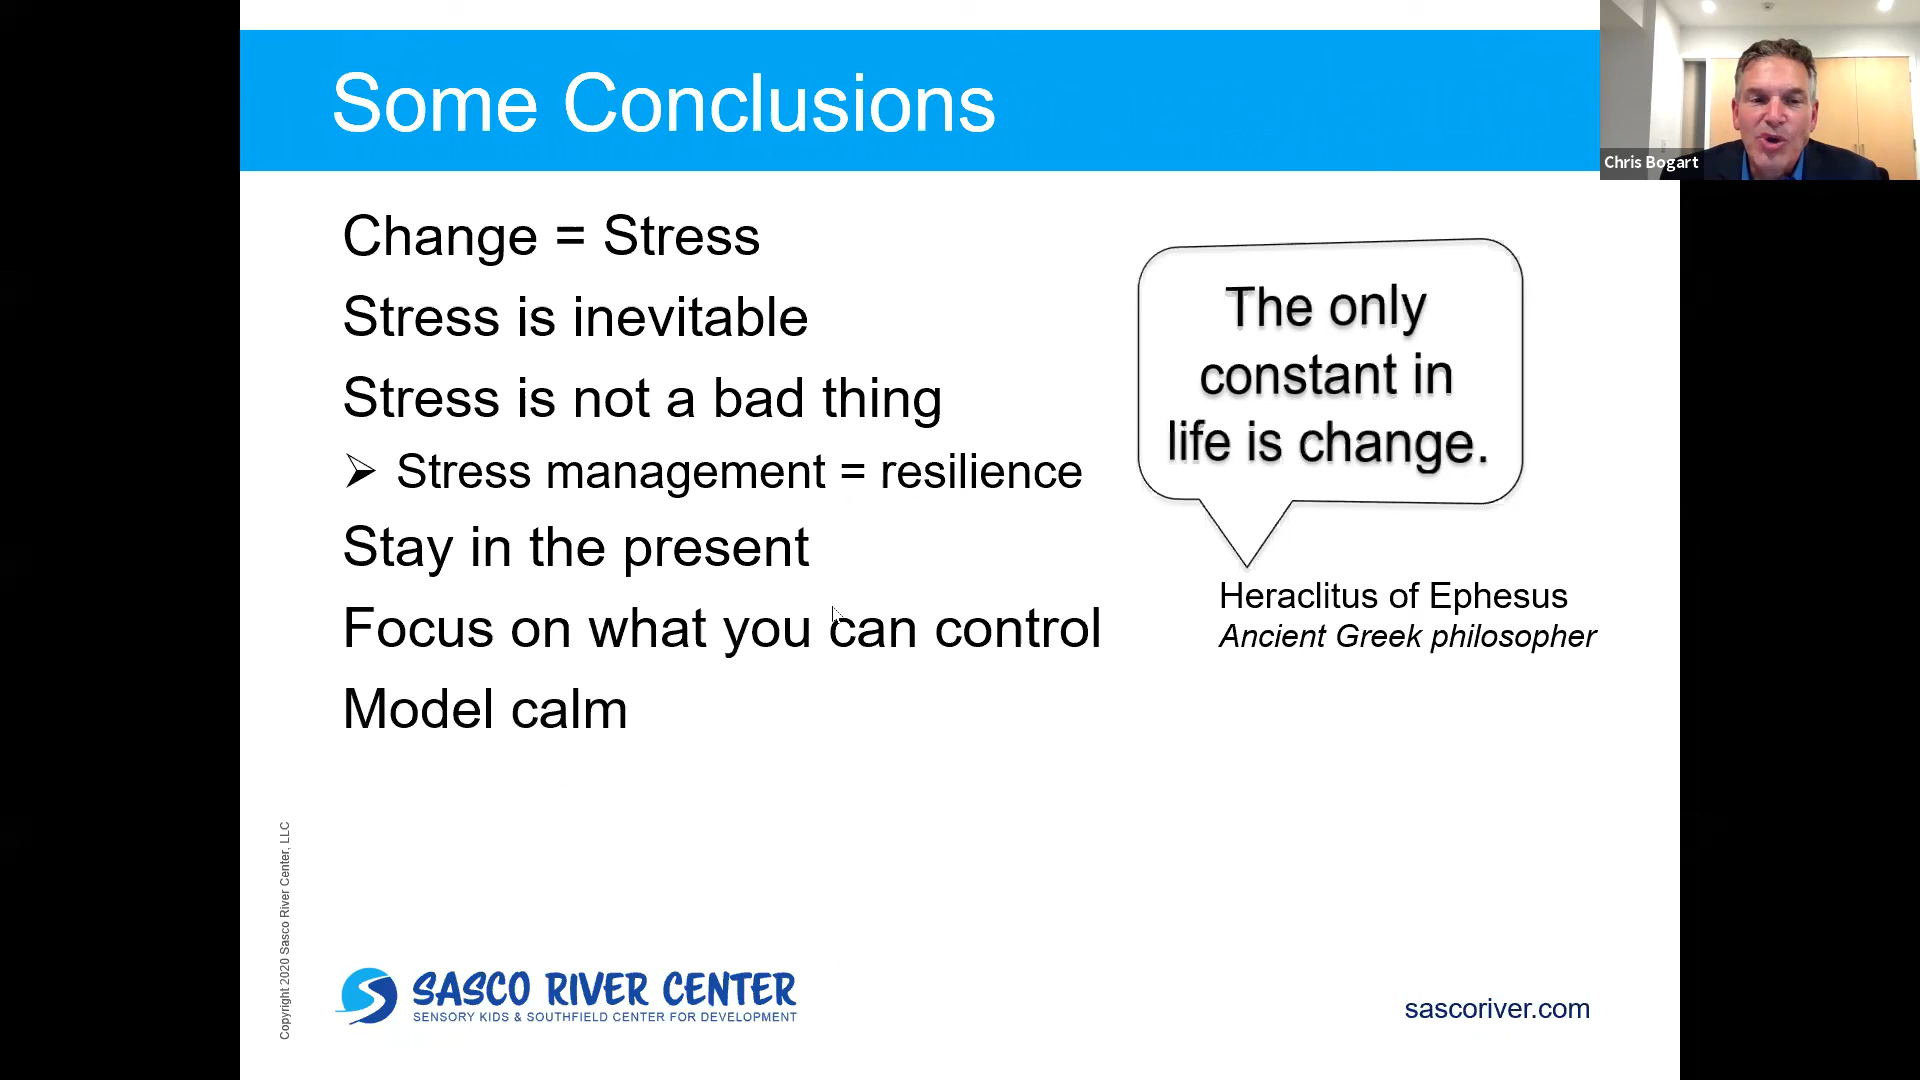 Some Conclusions
Chris Bogart
Change = Stress
Stress is inevitable
Stress is not a bad thing
➢ Stress management = resilience
Stay in the present
Focus on what you can control
Model calm
The only
constant in
life is change.
Heraclitus of Ephesus
Ancient Greek philosopher
Copyright 2020 Sasco River Center, LLC
SASCO RIVER CENTER
SENSORY KIDS & SOUTHFIELD CENTER FOR DEVELOPMENT
sascoriver.com